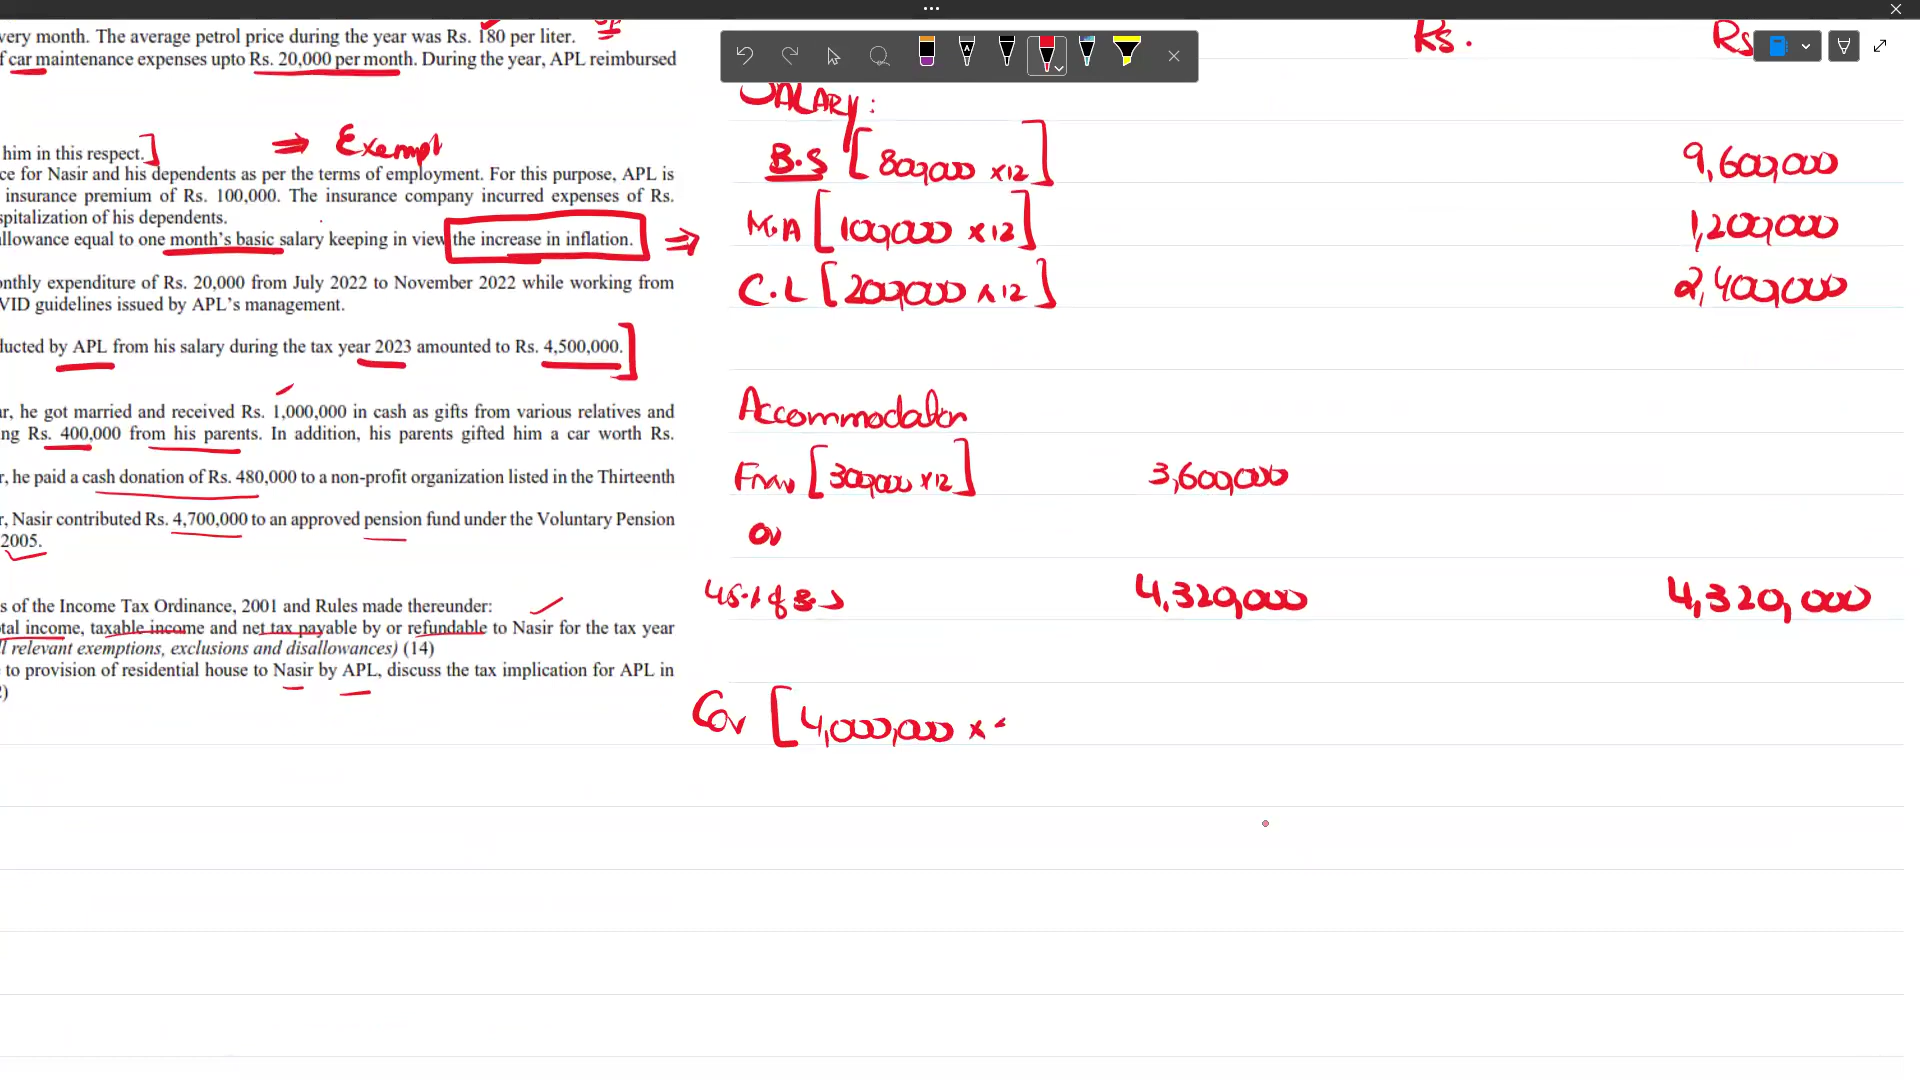 very month. The average petrol price during the year was Rs. 180 per liter.
f car maintenance expenses upto Rs. 20,000 per month. During the year, APL reimbursed
him in this respect.] ⇒ Exempt
ce for Nasir and his dependents as per the terms of employment. For this purpose, APL is
insurance premium of Rs. 100,000. The insurance company incurred expenses of Rs.
spitalization of his dependents.
llowance equal to one month's basic salary keeping in view the increase in inflation. ⇒
onthly expenditure of Rs. 20,000 from July 2022 to November 2022 while working from
VID guidelines issued by APL's management.
ducted by APL from his salary during the tax year 2023 amounted to Rs. 4,500,000.]
ar, he got married and received Rs. 1,000,000 in cash as gifts from various relatives and
ng Rs. 400,000 from his parents. In addition, his parents gifted him a car worth Rs.
r, he paid a cash donation of Rs. 480,000 to a non-profit organization listed in the Thirteenth
r, Nasir contributed Rs. 4,700,000 to an approved pension fund under the Voluntary Pension
2005.
s of the Income Tax Ordinance, 2001 and Rules made thereunder:
tal income, taxable income and net tax payable by or refundable to Nasir for the tax year
ll relevant exemptions, exclusions and disallowances) (14)
to provision of residential house to Nasir by APL, discuss the tax implication for APL in
2)
Rs. Rs
SALARY:
B.S [800,000 x12] 9,600,000
M.A [100,000 x12] 1,200,000
C.L [200,000 x12] 2,400,000
Accommodation
[300,000 x12] 3,600,000
or
45% of B.S 4,320,000 4,320,000
Car [4,000,000 x